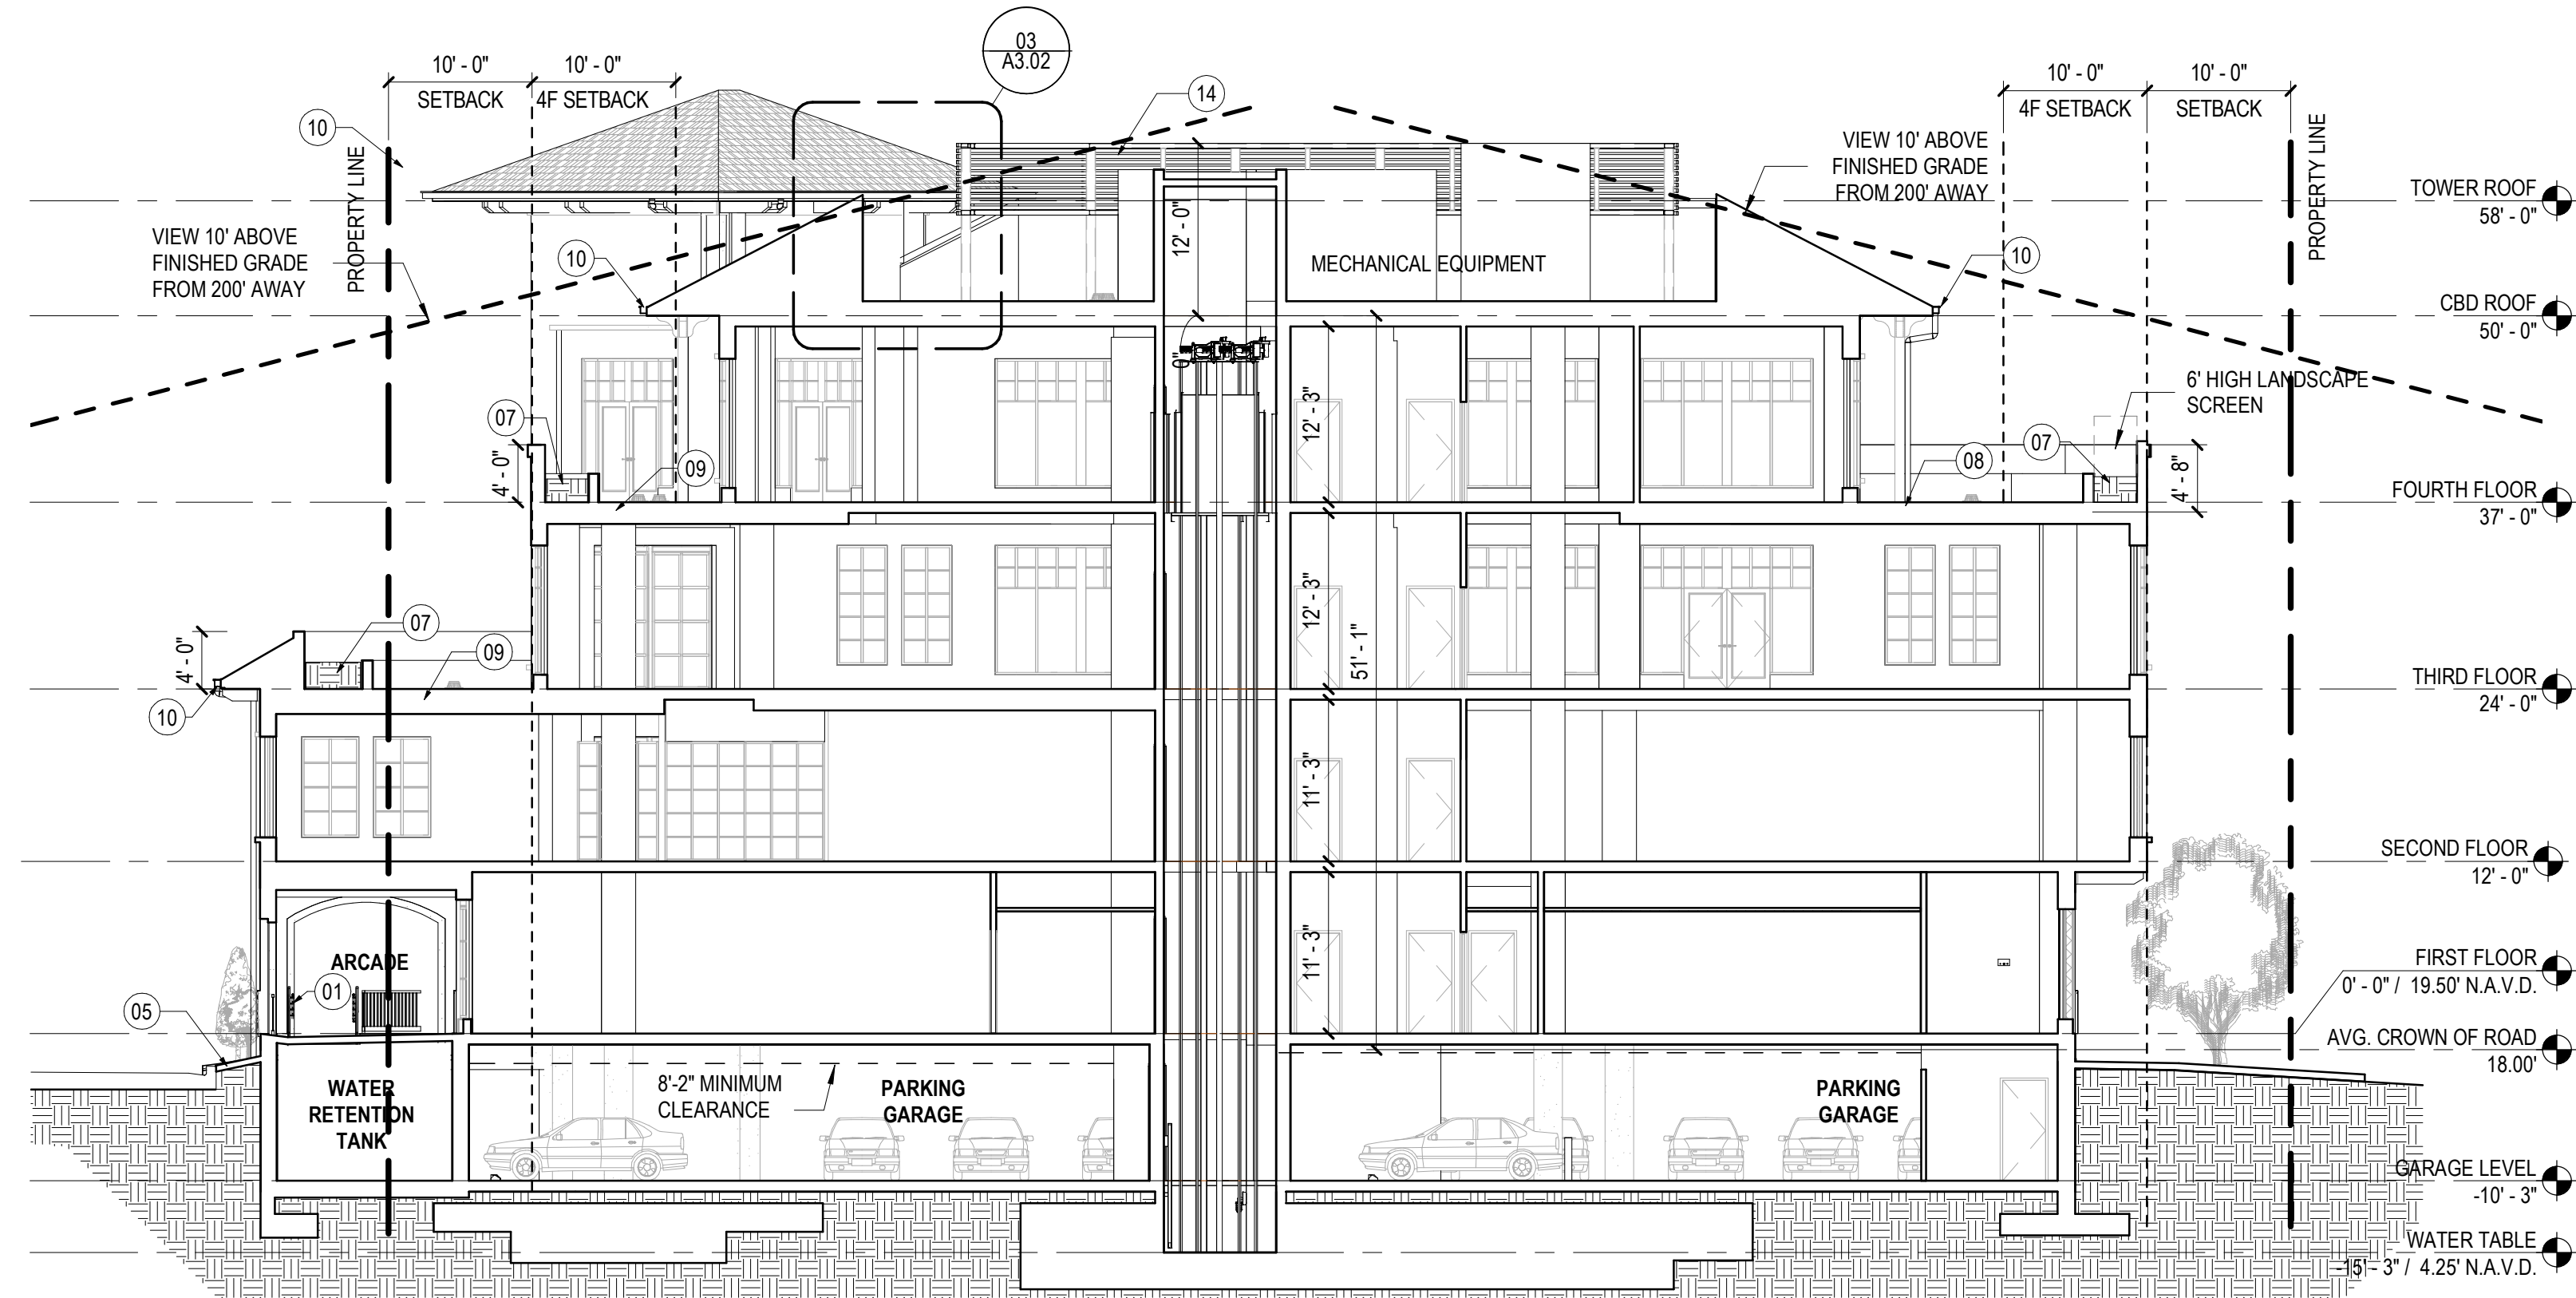 03
A3.02
10' - 0"
SETBACK
10' - 0"
4F SETBACK
14
10' - 0"
4F SETBACK
10' - 0"
SETBACK
10
PROPERTY LINE
VIEW 10' ABOVE
FINISHED GRADE
FROM 200' AWAY
PROPERTY LINE
TOWER ROOF
58' - 0"
VIEW 10' ABOVE
FINISHED GRADE
FROM 200' AWAY
10
12' - 0"
MECHANICAL EQUIPMENT
10
CBD ROOF
50' - 0"
0"
6' HIGH LANDSCAPE
SCREEN
07
12' - 3"
4' - 0"
09
08
07
4' - 8"
FOURTH FLOOR
37' - 0"
12' - 3"
51' - 1"
4' - 0"
07
09
10
THIRD FLOOR
24' - 0"
11' - 3"
SECOND FLOOR
12' - 0"
11' - 3"
ARCADE
01
05
FIRST FLOOR
0' - 0" / 19.50' N.A.V.D.
AVG. CROWN OF ROAD
18.00'
WATER
RETENTION
TANK
8'-2" MINIMUM
CLEARANCE
PARKING
GARAGE
PARKING
GARAGE
GARAGE LEVEL
-10' - 3"
WATER TABLE
-15' - 3" / 4.25' N.A.V.D.